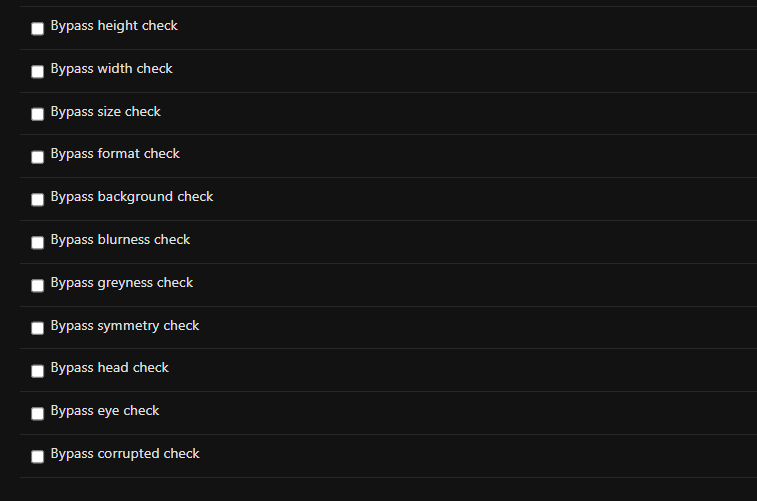 Bypass height check
Bypass width check
Bypass size check
Bypass format check
Bypass background check
Bypass blurness check
Bypass greyness check
Bypass symmetry check
Bypass head check
Bypass eye check
Bypass corrupted check